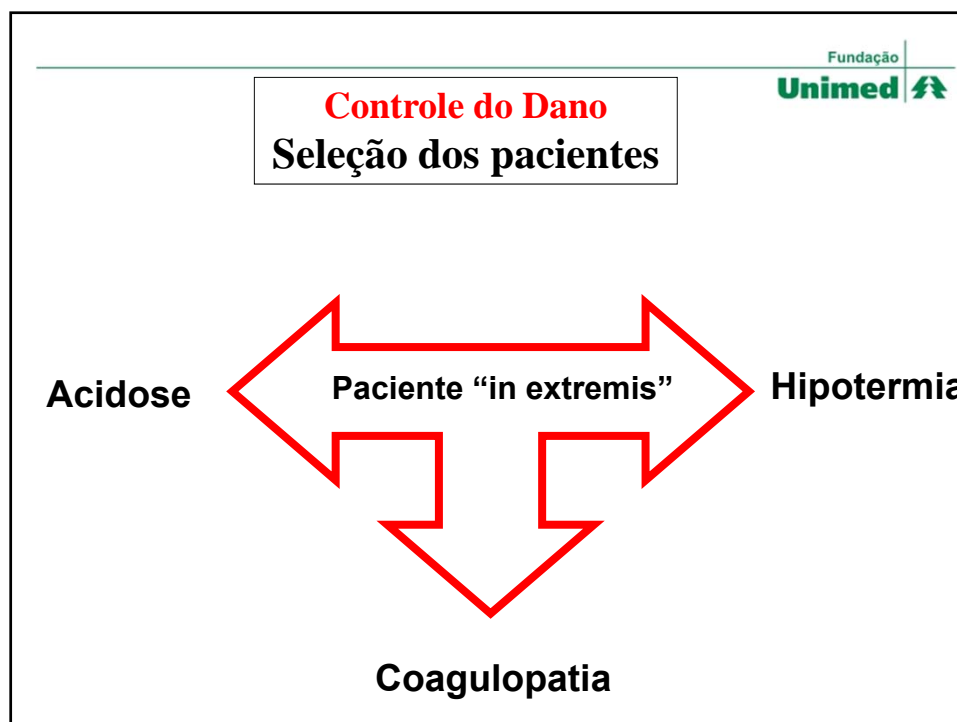 Fundação
Unimed
Controle do Dano
Seleção dos pacientes
Acidose
Paciente “in extremis”
Hipotermia
Coagulopatia